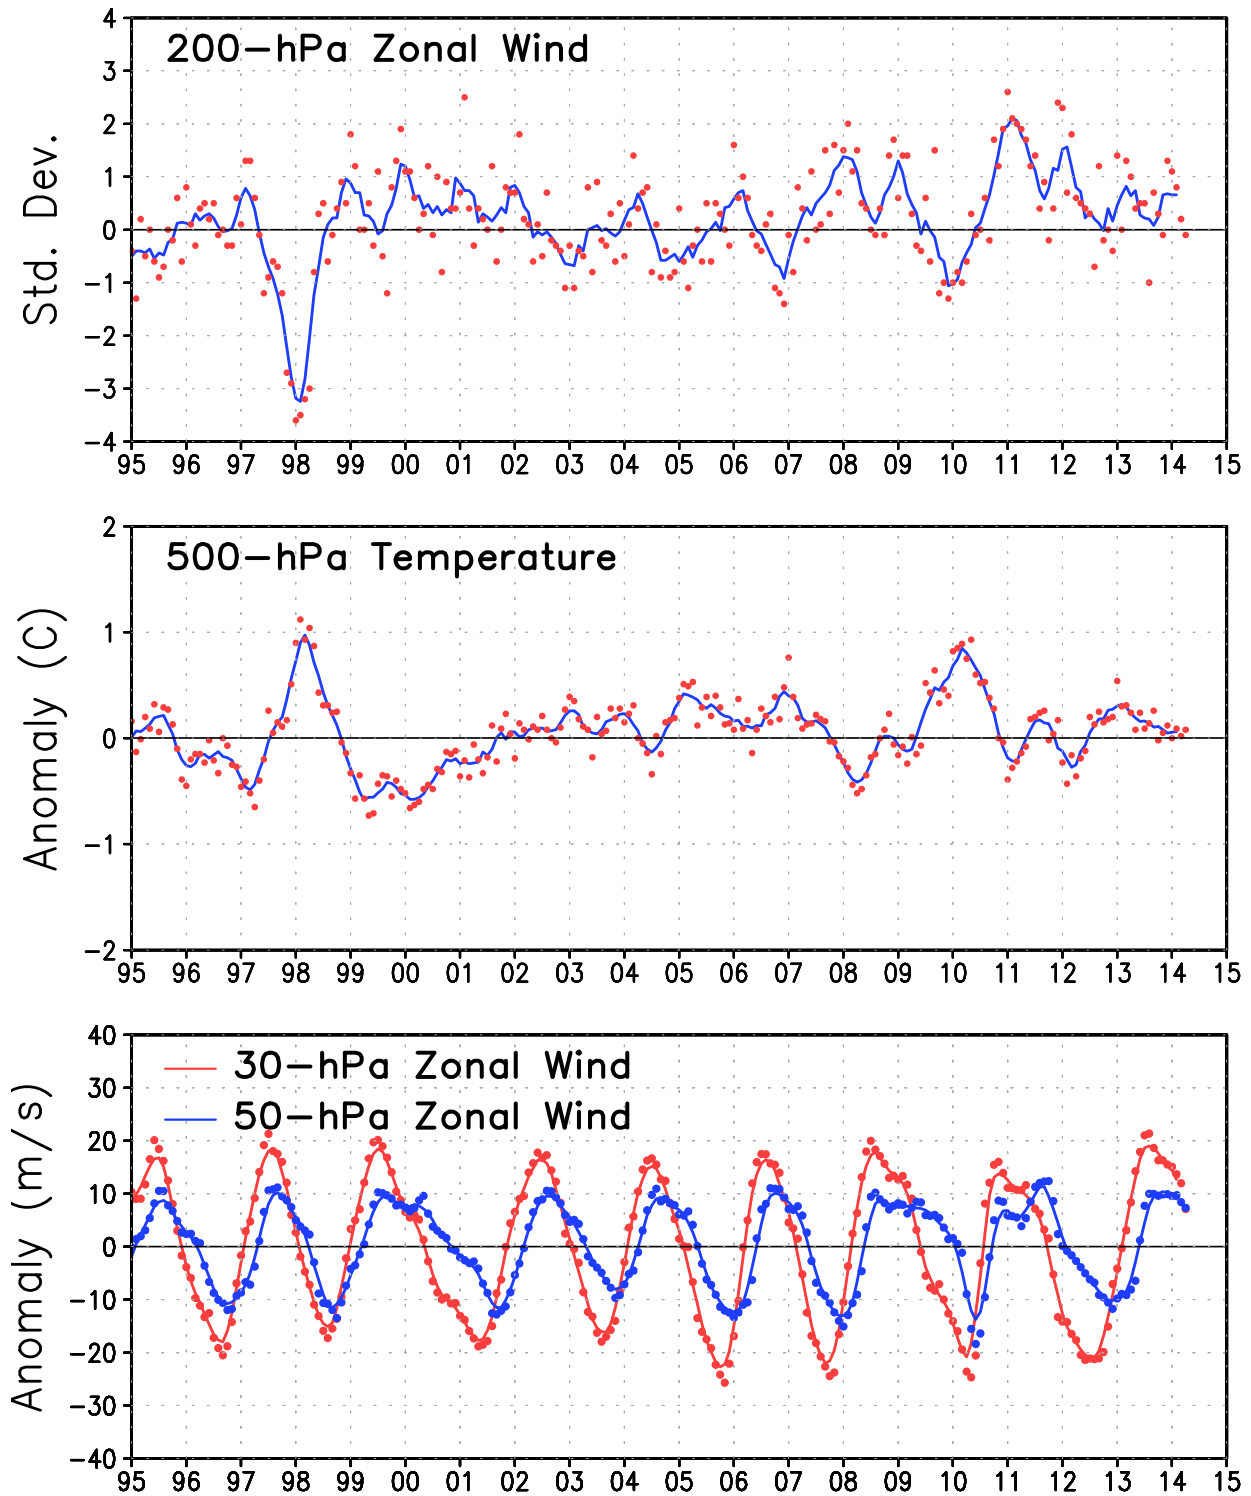 200-hPa Zonal Wind
Std. Dev.
4
3
2
1
0
-1
-2
-3
-4
95 96 97 98 99 00 01 02 03 04 05 06 07 08 09 10 11 12 13 14 15
500-hPa Temperature
Anomaly (C)
2
1
0
-1
-2
95 96 97 98 99 00 01 02 03 04 05 06 07 08 09 10 11 12 13 14 15
30-hPa Zonal Wind
50-hPa Zonal Wind
Anomaly (m/s)
40
30
20
10
0
-10
-20
-30
-40
95 96 97 98 99 00 01 02 03 04 05 06 07 08 09 10 11 12 13 14 15